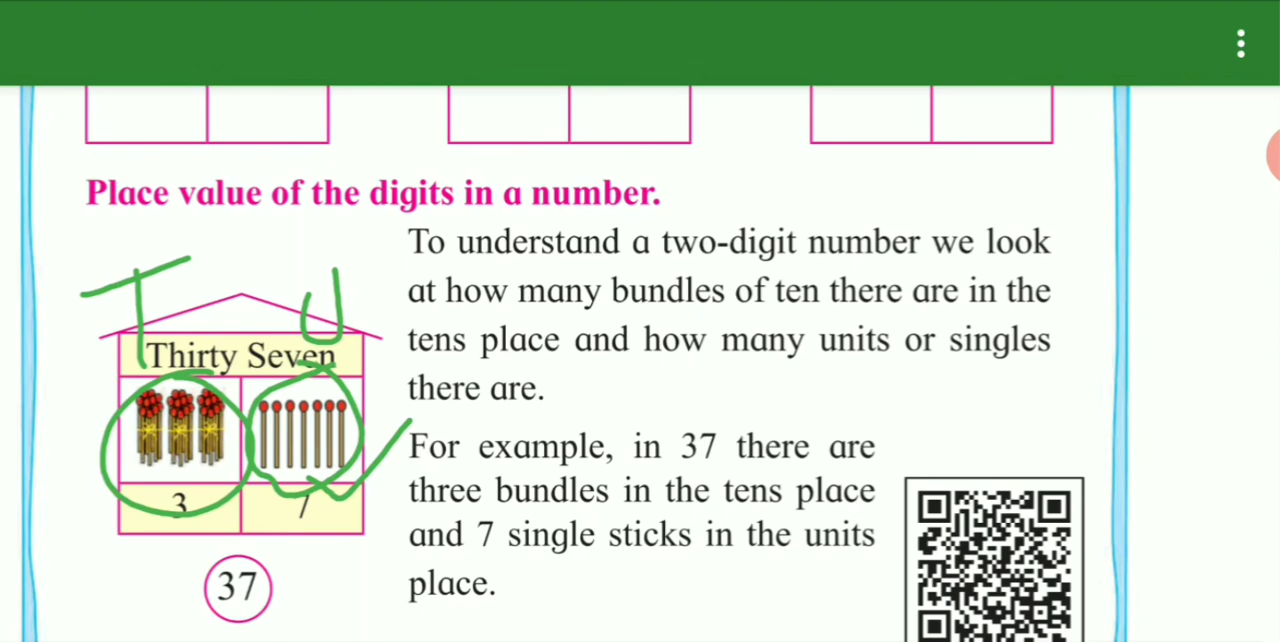 Place value of the digits in a number.
To understand a two-digit number we look
at how many bundles of ten there are in the
tens place and how many units or singles
there are.
T U
Thirty Seven
3 7
37
For example, in 37 there are
three bundles in the tens place
and 7 single sticks in the units
place.